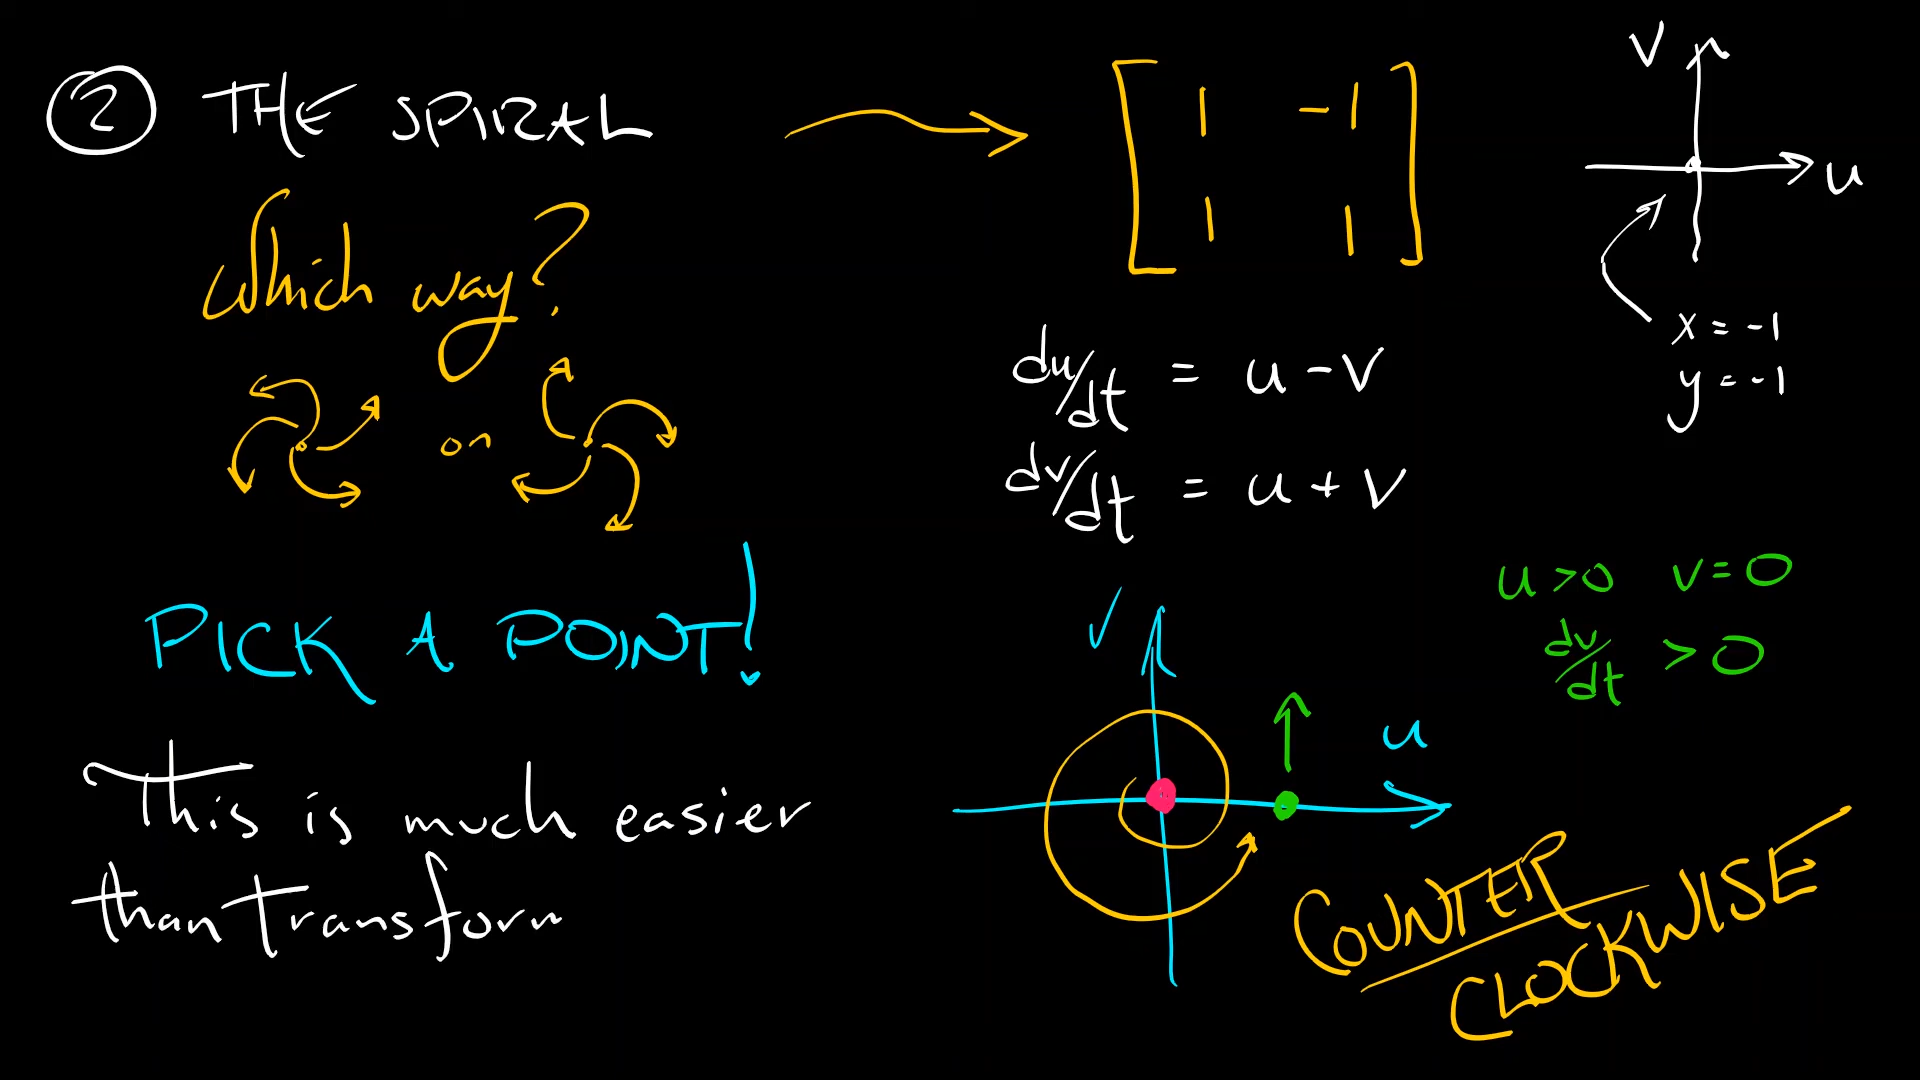 ② THE SPIRAL
Which way?
or
PICK A POINT!
This is much easier
than transform
[ 1 -1
1 1 ]
v
u
x = -1
y = -1
du/dt = u - v
dv/dt = u + v
u > 0 v = 0
dv/dt > 0
v
u
COUNTER
CLOCKWISE